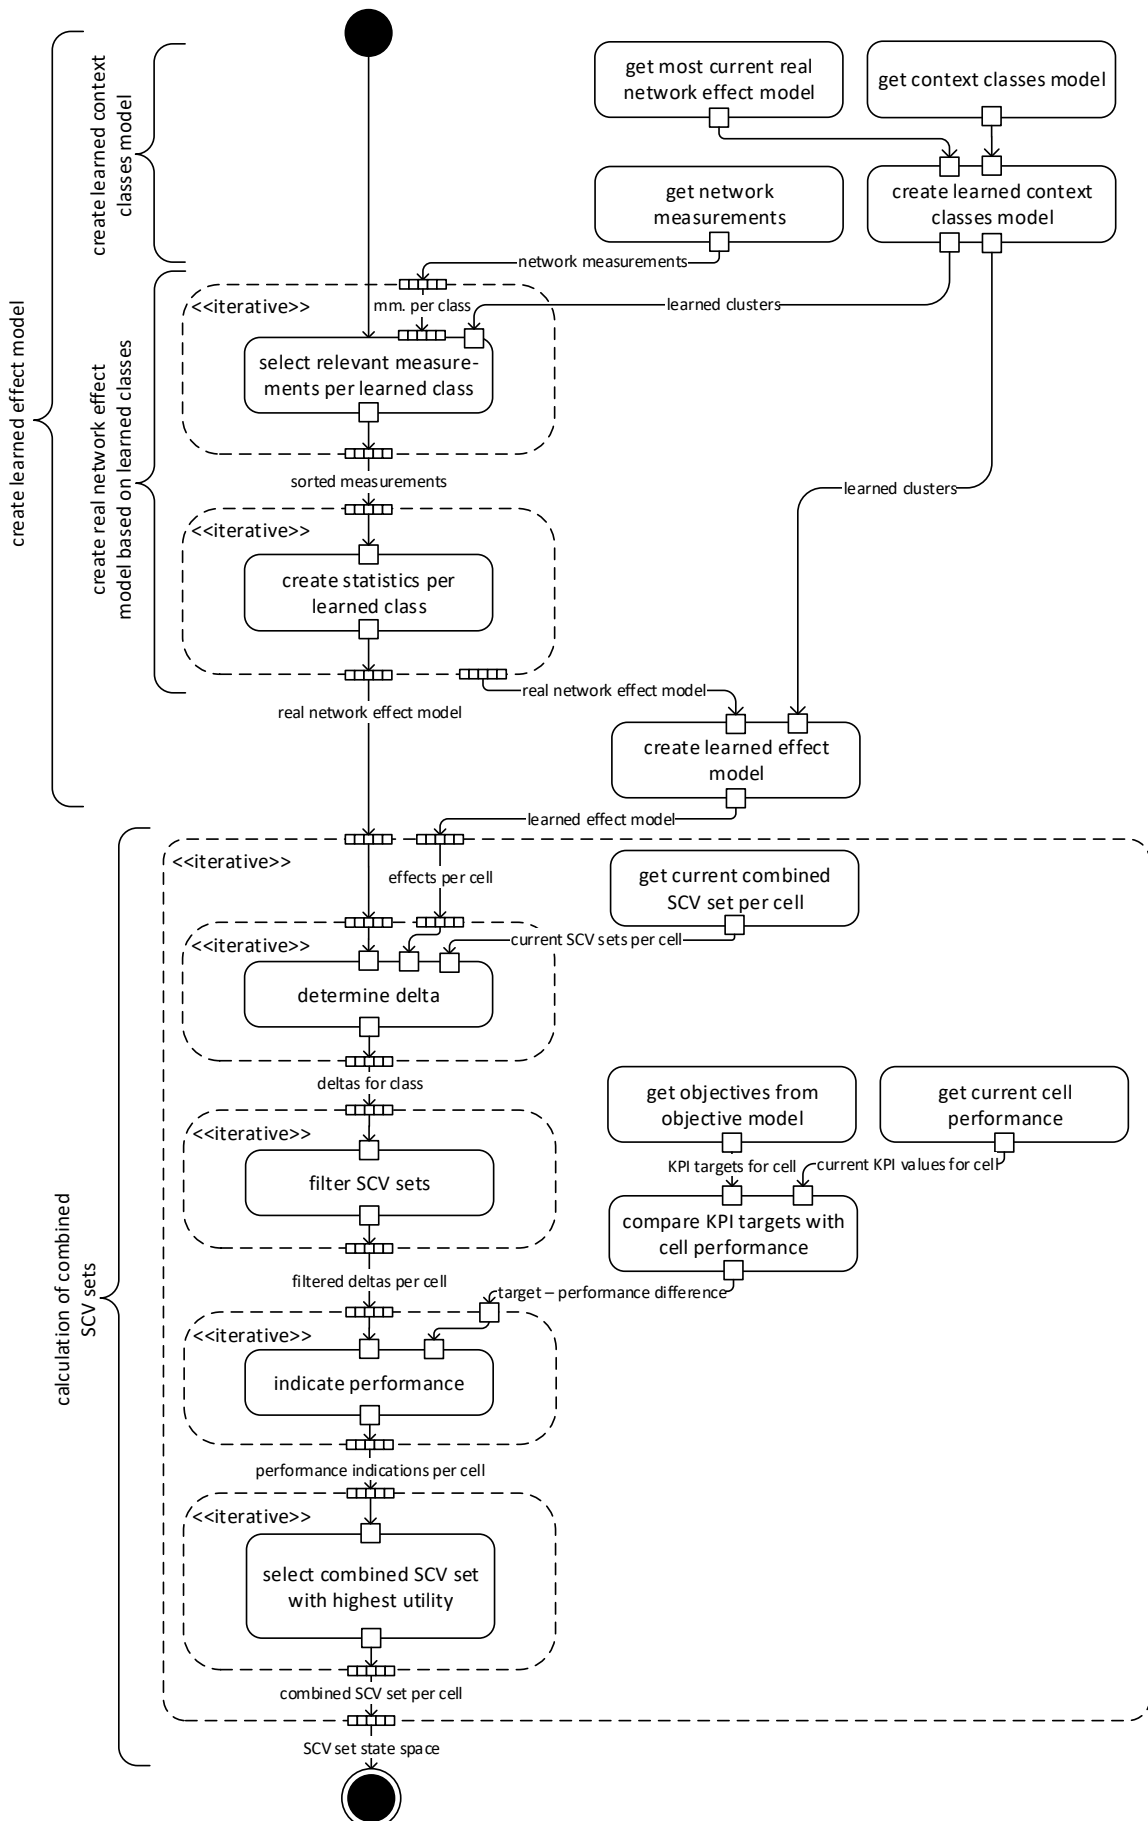 get most current real
network effect model
get context classes model
create learned context
classes model
get network
measurements
create learned context
classes model
network measurements
<<iterative>>
mm. per class
learned clusters
select relevant measure-
ments per learned class
create learned effect model
create real network effect
model based on learned classes
sorted measurements
learned clusters
<<iterative>>
create statistics per
learned class
real network effect model
real network effect model
create learned effect
model
learned effect model
<<iterative>>
effects per cell
get current combined
SCV set per cell
<<iterative>>
current SCV sets per cell
determine delta
deltas for class
get objectives from
objective model
get current cell
performance
<<iterative>>
KPI targets for cell
current KPI values for cell
filter SCV sets
compare KPI targets with
cell performance
calculation of combined
SCV sets
filtered deltas per cell
target – performance difference
<<iterative>>
indicate performance
performance indications per cell
<<iterative>>
select combined SCV set
with highest utility
combined SCV set per cell
SCV set state space